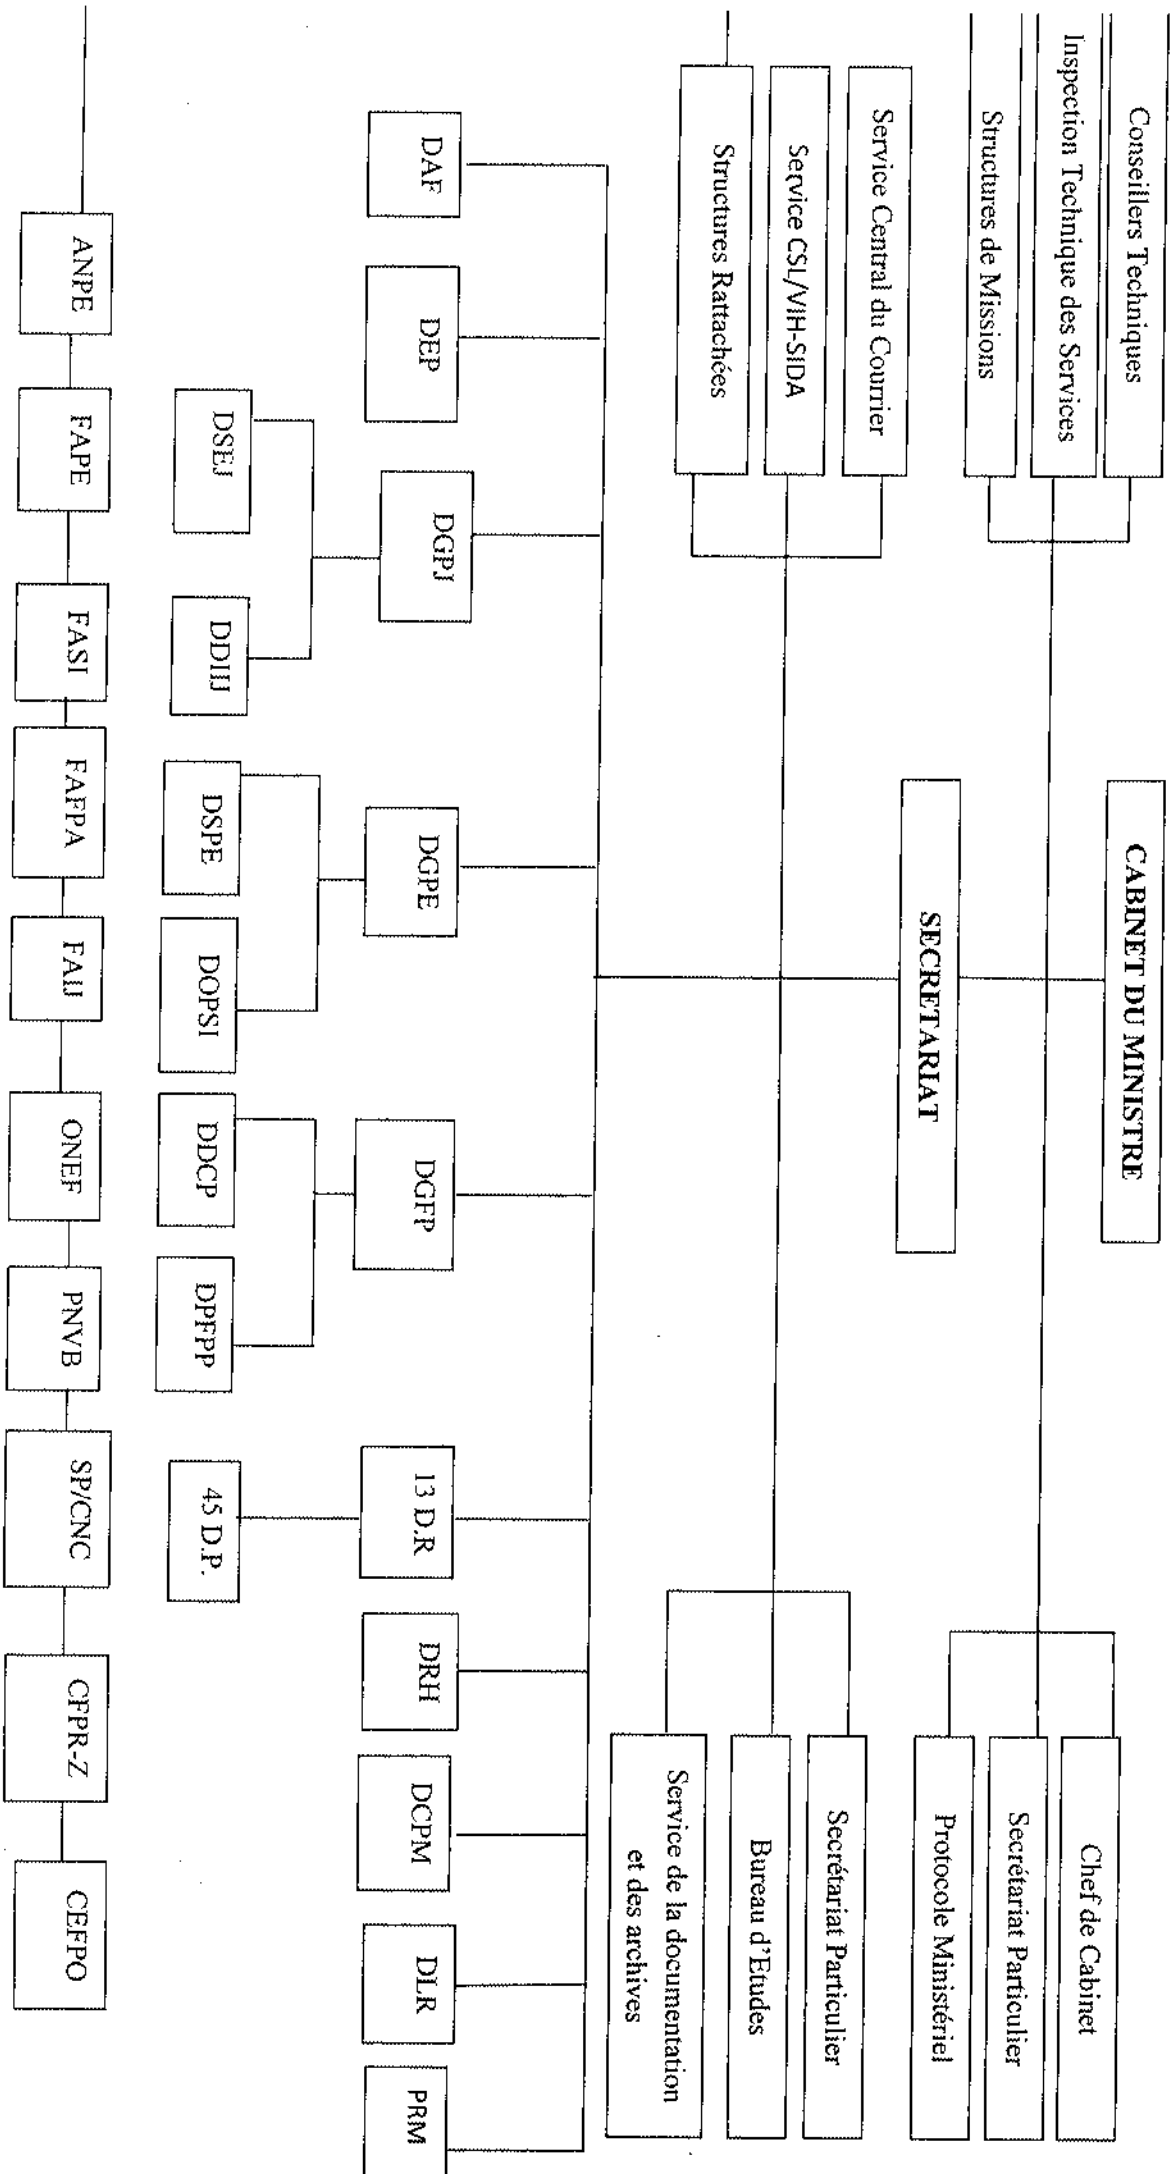 CABINET DU MINISTRE
Conseillers Techniques
Inspection Technique des Services
Structures de Missions
Chef de Cabinet
Secrétariat Particulier
Protocole Ministériel
SECRETARIAT
Service Central du Courrier
Service CSL/VIH-SIDA
Structures Rattachées
Secrétariat Particulier
Bureau d'Etudes
Service de la documentation
et des archives
DAF
DEP
DGPJ
DGPE
DGFP
13 D.R
DRH
DCPM
DLR
PRM
DSEJ
DDIIJ
DSPE
DOPSI
DDCP
DPFPP
45 D.P.
ANPE
FAPE
FASI
FAFPA
FAIJ
ONEF
PNVB
SP/CNC
CFPR-Z
CEFPO